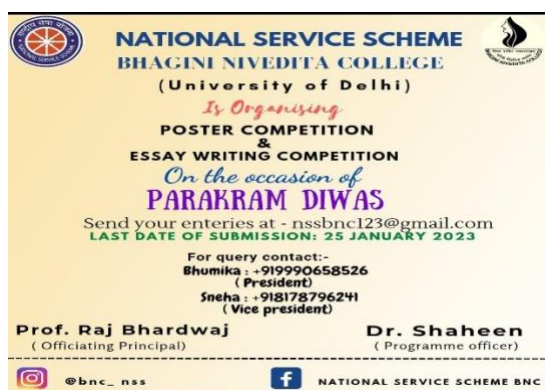 NATIONAL SERVICE SCHEME
BHAGINI NIVEDITA COLLEGE
(University of Delhi)
Is Organising
POSTER COMPETITION
&
ESSAY WRITING COMPETITION
On the occasion of
PARAKRAM DIWAS
Send your enteries at - nssbnc123@gmail.com
LAST DATE OF SUBMISSION: 25 JANUARY 2023
For query contact:-
Bhumika : +919990658526
( President)
Sneha : +918178796241
( Vice president)
Prof. Raj Bhardwaj
( Officiating Principal)
Dr. Shaheen
( Programme officer)
@bnc_ nss
NATIONAL SERVICE SCHEME BNC